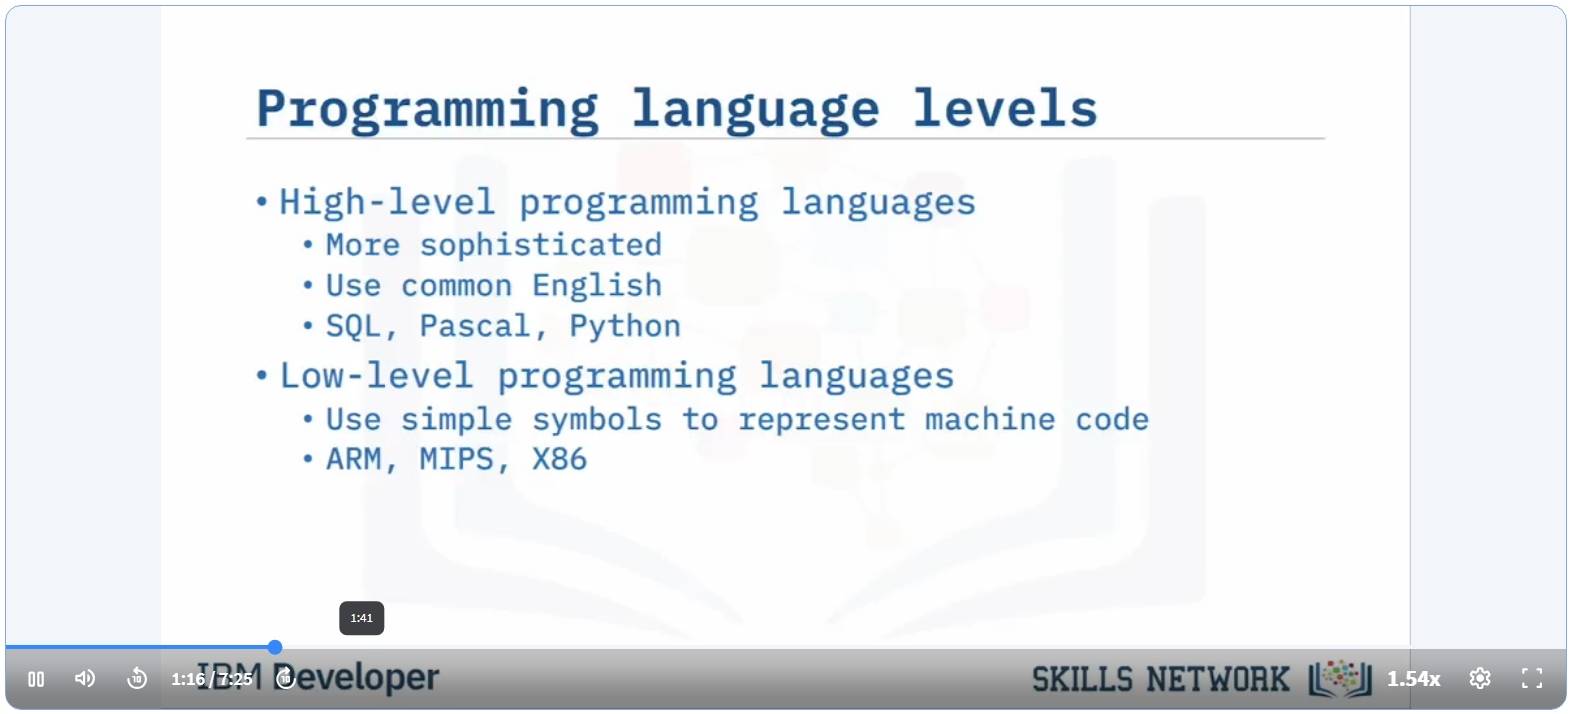 Programming language levels
• High-level programming languages
• More sophisticated
• Use common English
• SQL, Pascal, Python
• Low-level programming languages
• Use simple symbols to represent machine code
• ARM, MIPS, X86
1:41
10
1:16 / 7:25
10
IBM Developer
SKILLS NETWORK
1.54x